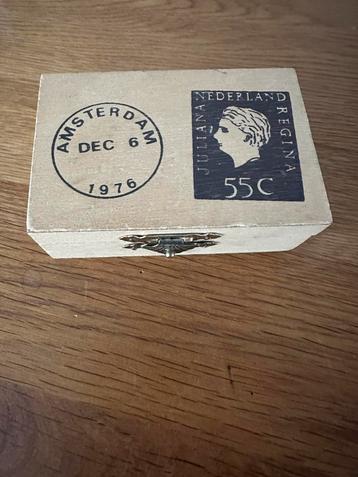 AMSTERDAM
DEC 6
1976
NEDERLAND
JULIANA
REGINA
55C